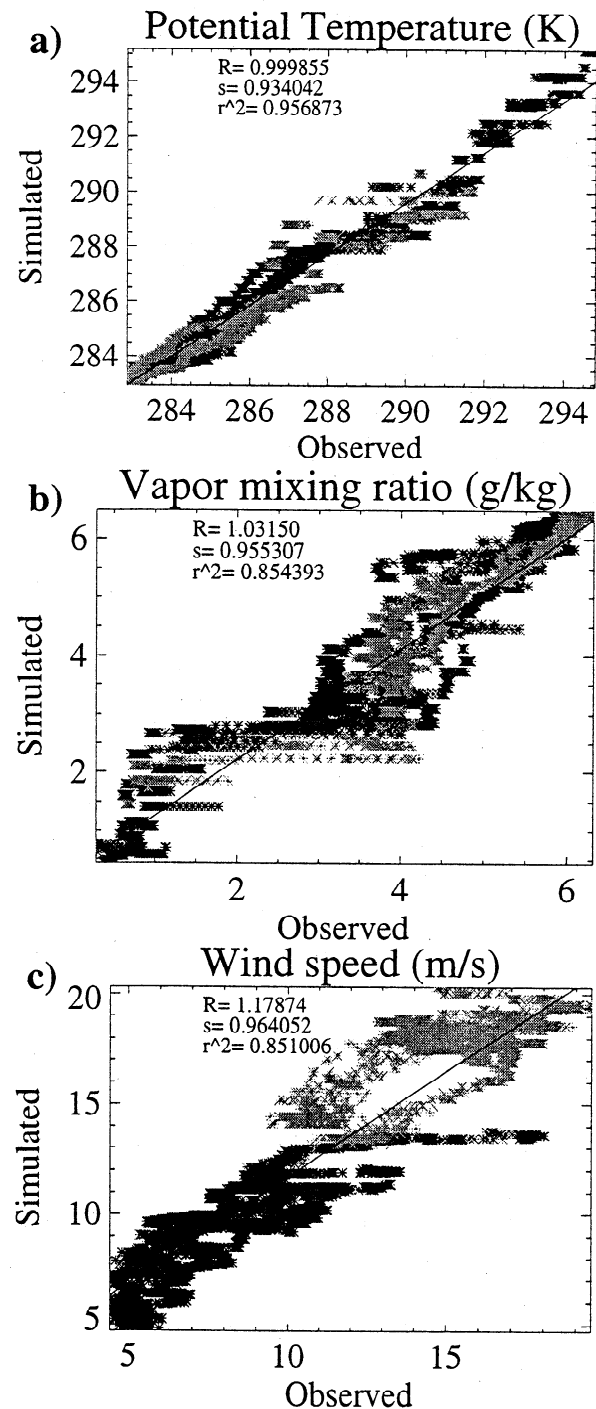 a) Potential Temperature (K)
R= 0.999855
s= 0.934042
r^2= 0.956873
294
292
290
288
286
284
Simulated
284 286 288 290 292 294
Observed
b) Vapor mixing ratio (g/kg)
R= 1.03150
s= 0.955307
r^2= 0.854393
6
4
2
Simulated
2 4 6
Observed
c) Wind speed (m/s)
R= 1.17874
s= 0.964052
r^2= 0.851006
20
15
10
5
Simulated
5 10 15
Observed